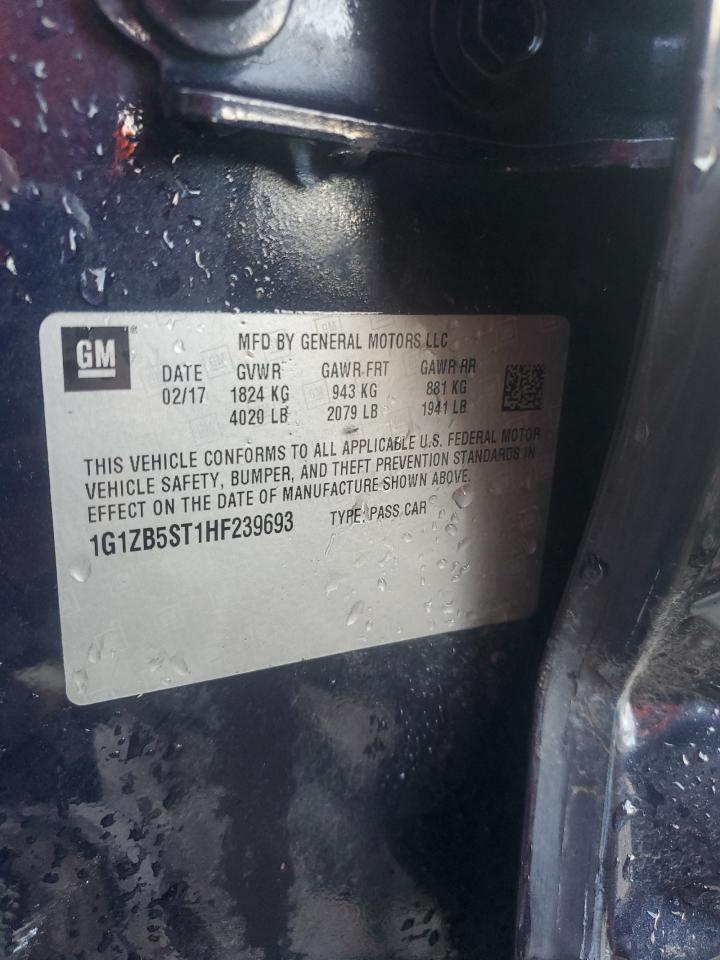 GM
MFD BY GENERAL MOTORS LLC
DATE GVWR GAWR FRT GAWR RR
02/17 1824 KG 943 KG 881 KG
4020 LB 2079 LB 1941 LB
THIS VEHICLE CONFORMS TO ALL APPLICABLE U.S. FEDERAL MOTOR
VEHICLE SAFETY, BUMPER, AND THEFT PREVENTION STANDARDS IN
EFFECT ON THE DATE OF MANUFACTURE SHOWN ABOVE.
1G1ZB5ST1HF239693 TYPE: PASS CAR